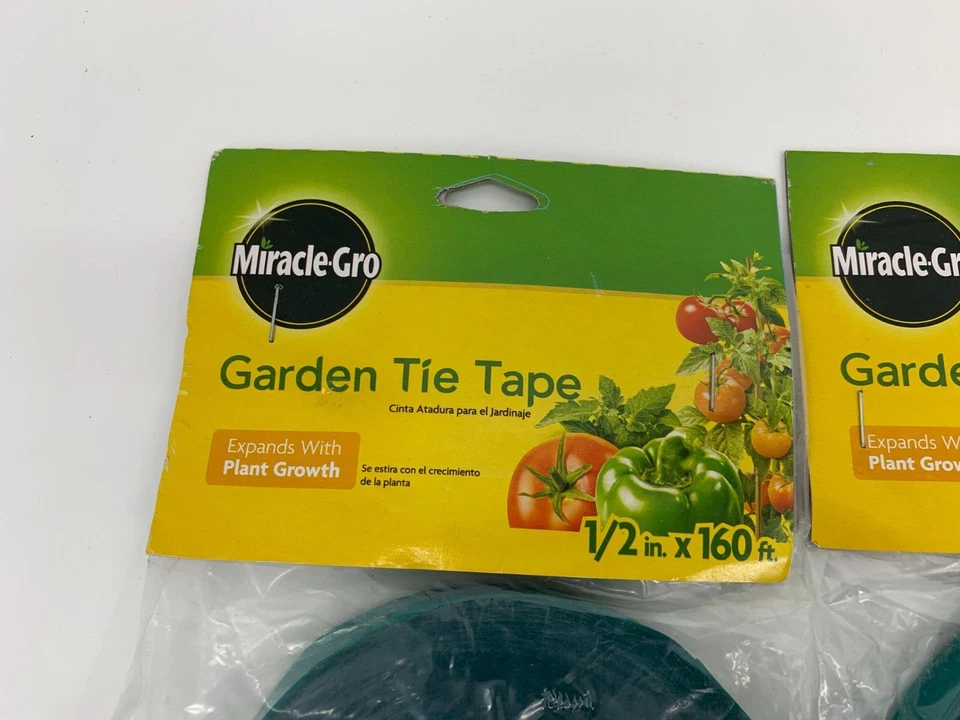 Miracle-Gro
Garden Tie Tape
Cinta Atadura para el Jardinaje
Expands With
Plant Growth
Se estira con el crecimiento
de la planta
1/2 in. x 160 ft.
Miracle-Gr
Garde
Expands W
Plant Grow